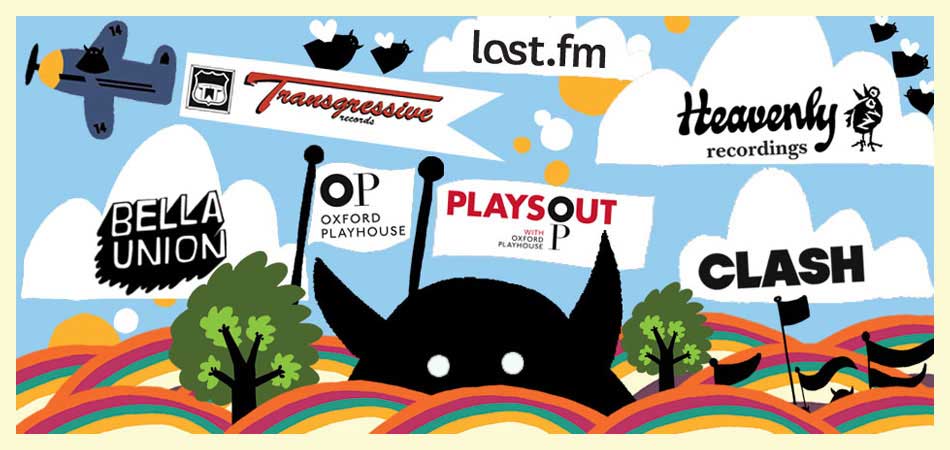 14
14
last.fm
Transgressive
records
Heavenly
recordings
BELLA
UNION
OP
OXFORD
PLAYHOUSE
PLAYSOUT
WITH
OXFORD
PLAYHOUSE
P
CLASH